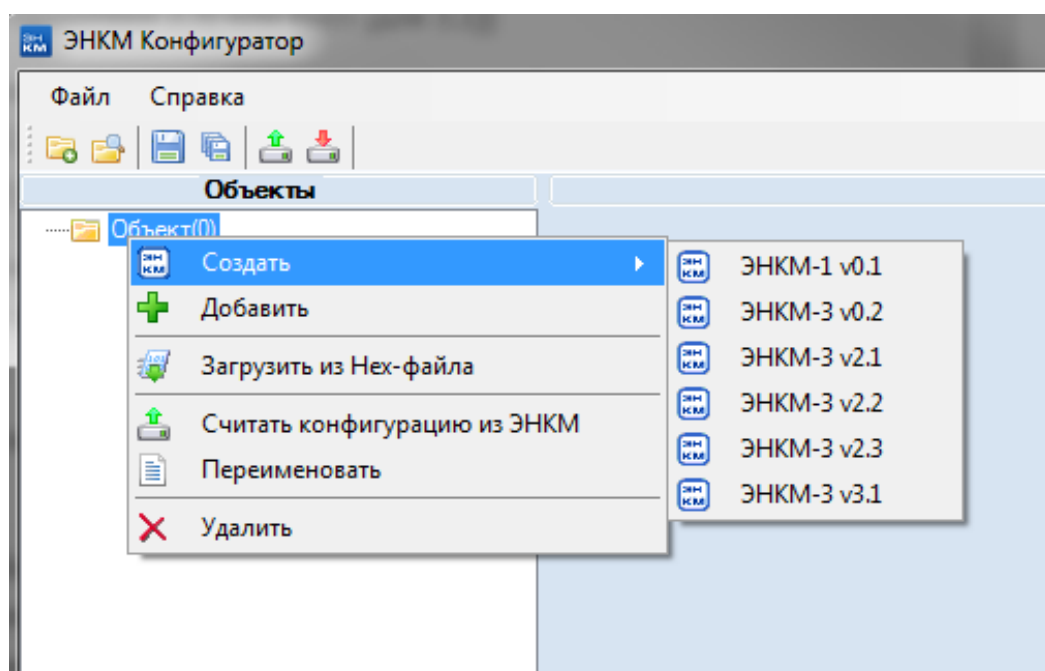 ЭНКМ Конфигуратор
Файл Справка
Объекты
Объект(0)
Создать
Добавить
Загрузить из Hex-файла
Считать конфигурацию из ЭНКМ
Переименовать
Удалить
ЭНКМ-1 v0.1
ЭНКМ-3 v0.2
ЭНКМ-3 v2.1
ЭНКМ-3 v2.2
ЭНКМ-3 v2.3
ЭНКМ-3 v3.1